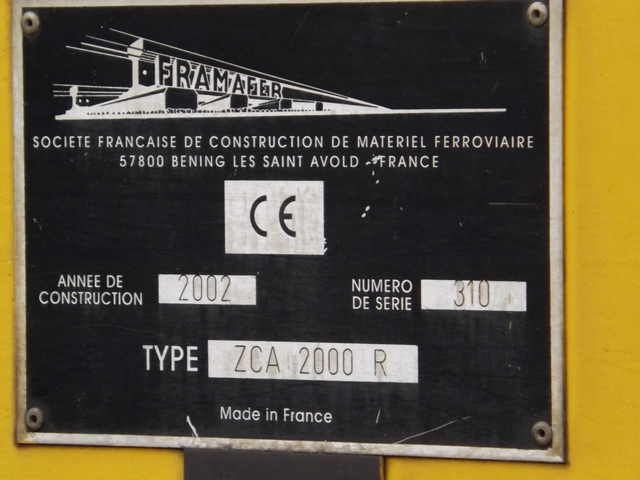 FRAMAFER
SOCIETE FRANCAISE DE CONSTRUCTION DE MATERIEL FERROVIAIRE
57800 BENING LES SAINT AVOLD - FRANCE
CE
ANNEE DE CONSTRUCTION 2002
NUMERO DE SERIE 310
TYPE ZCA 2000 R
Made in France